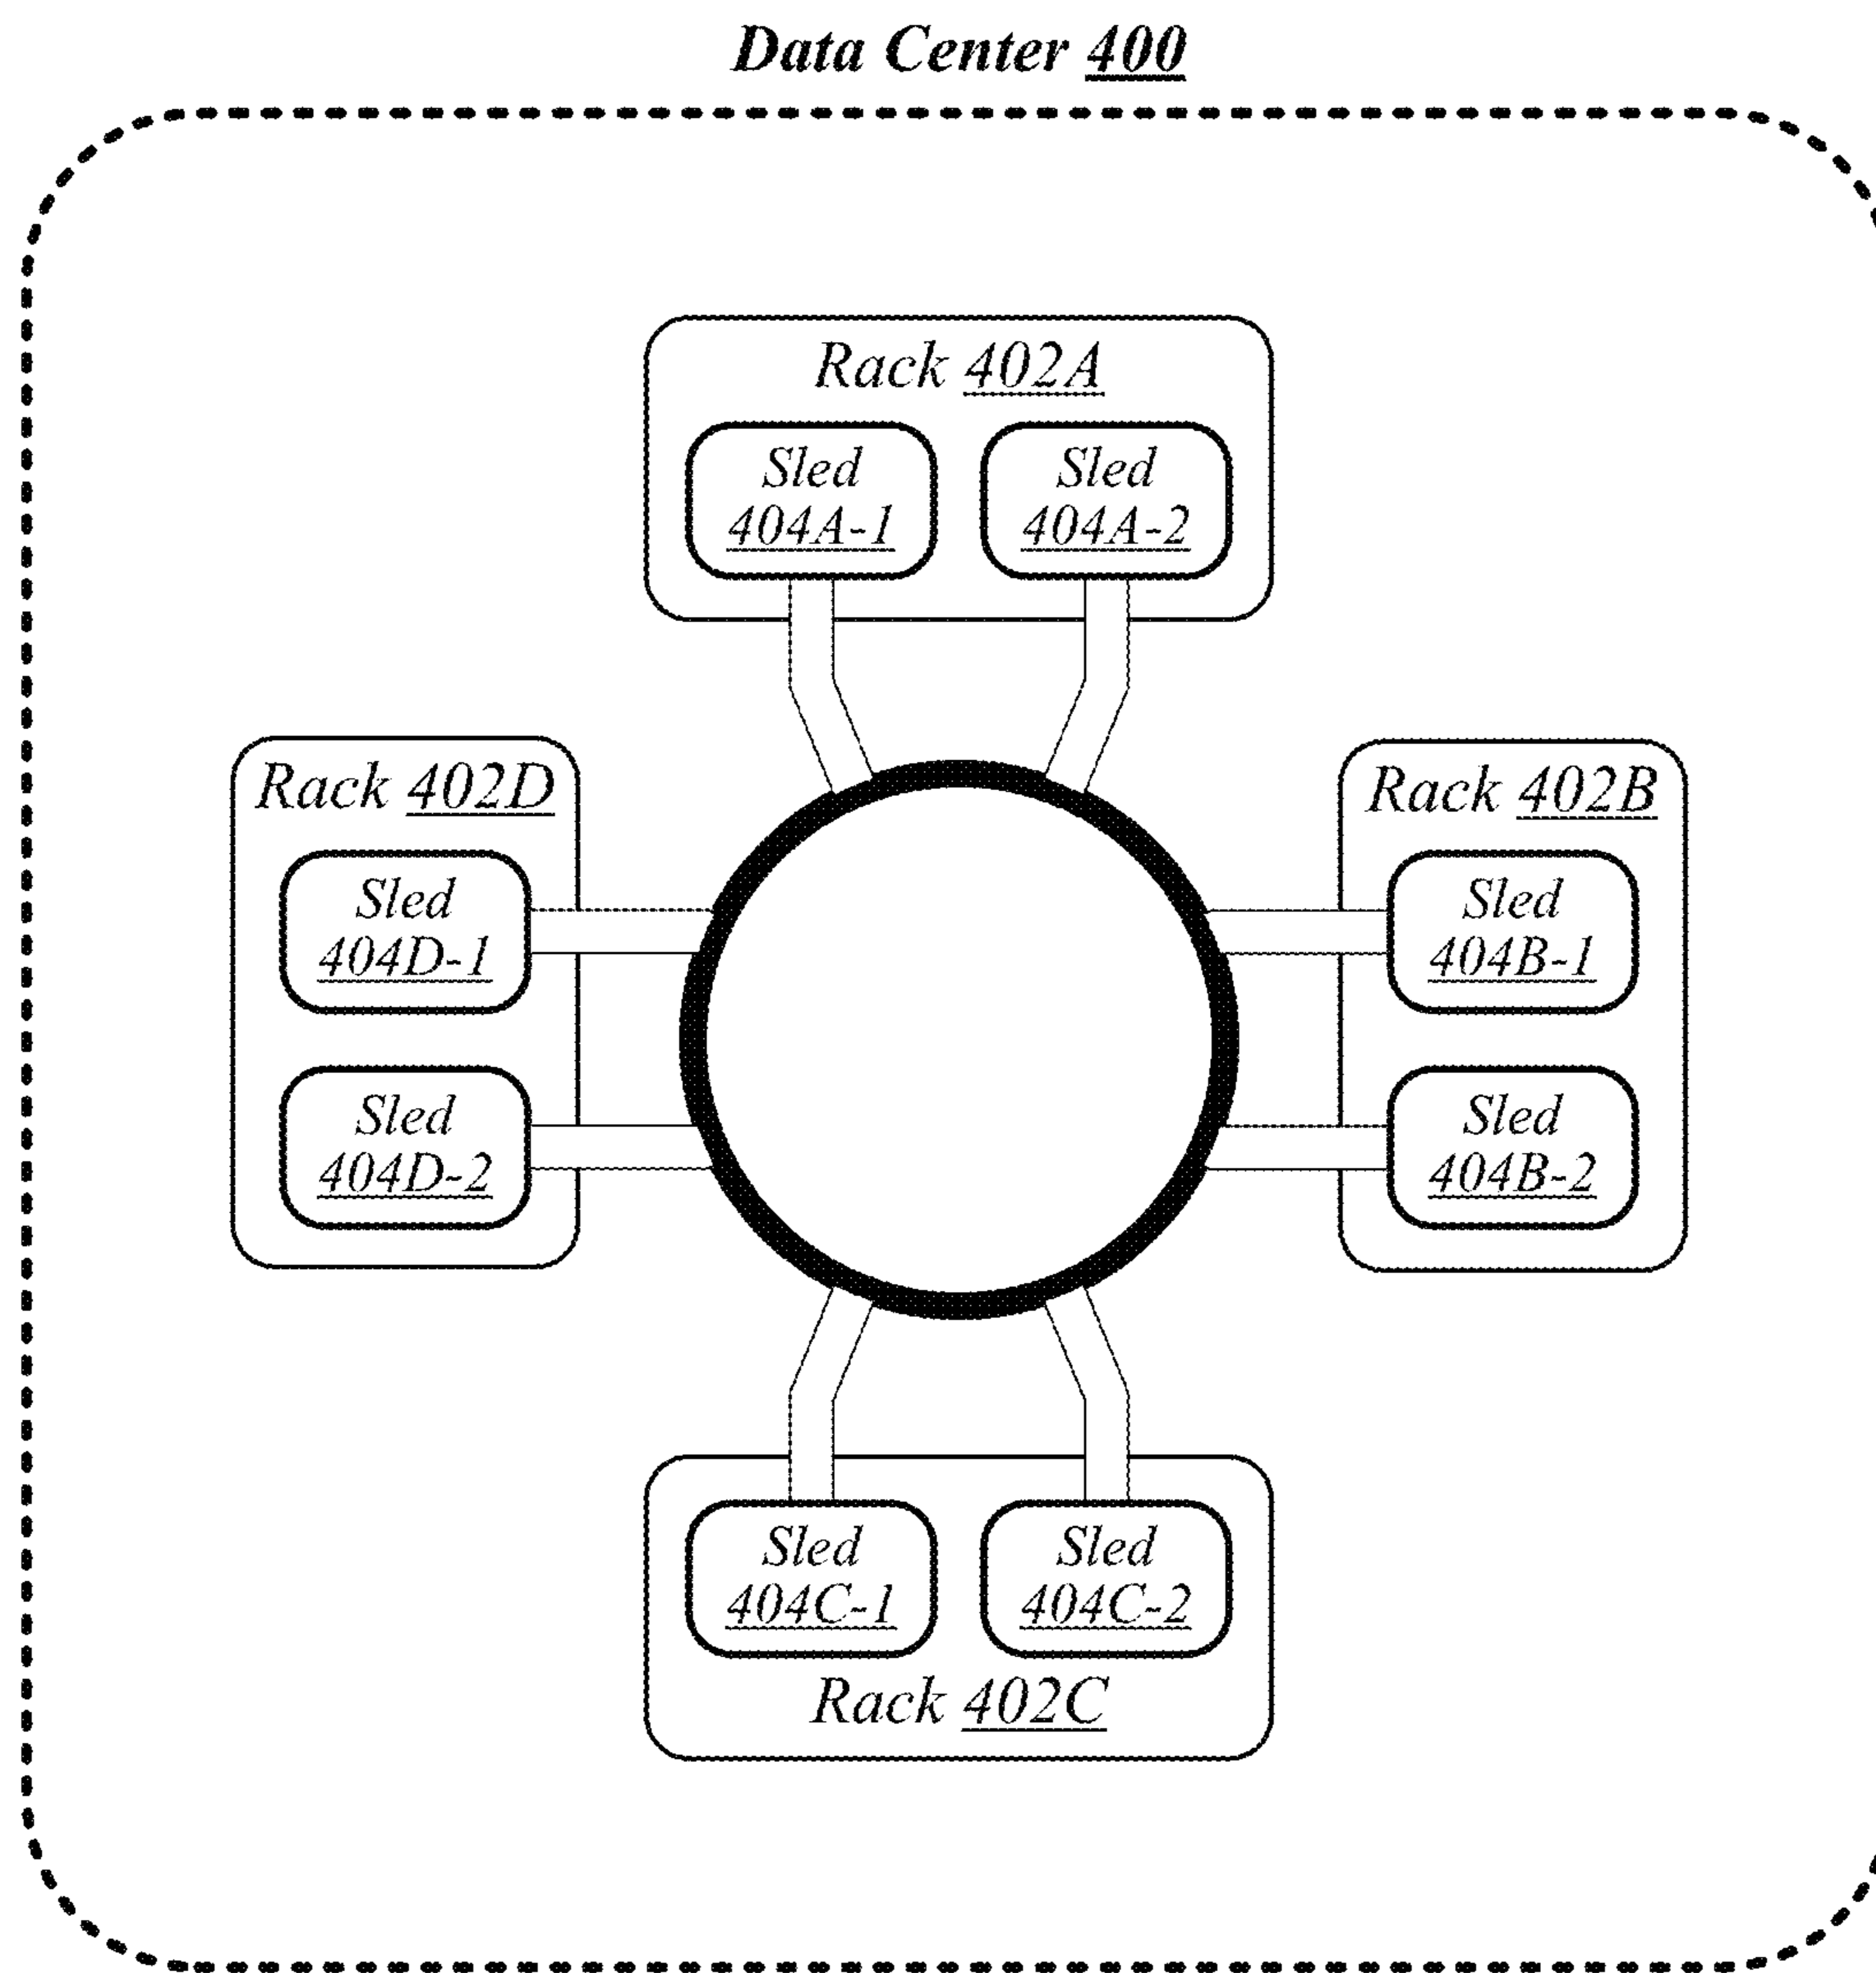 Data Center 400
Rack 402A
Sled
404A-1
Sled
404A-2
Rack 402D
Sled
404D-1
Sled
404D-2
Rack 402B
Sled
404B-1
Sled
404B-2
Sled
404C-1
Sled
404C-2
Rack 402C